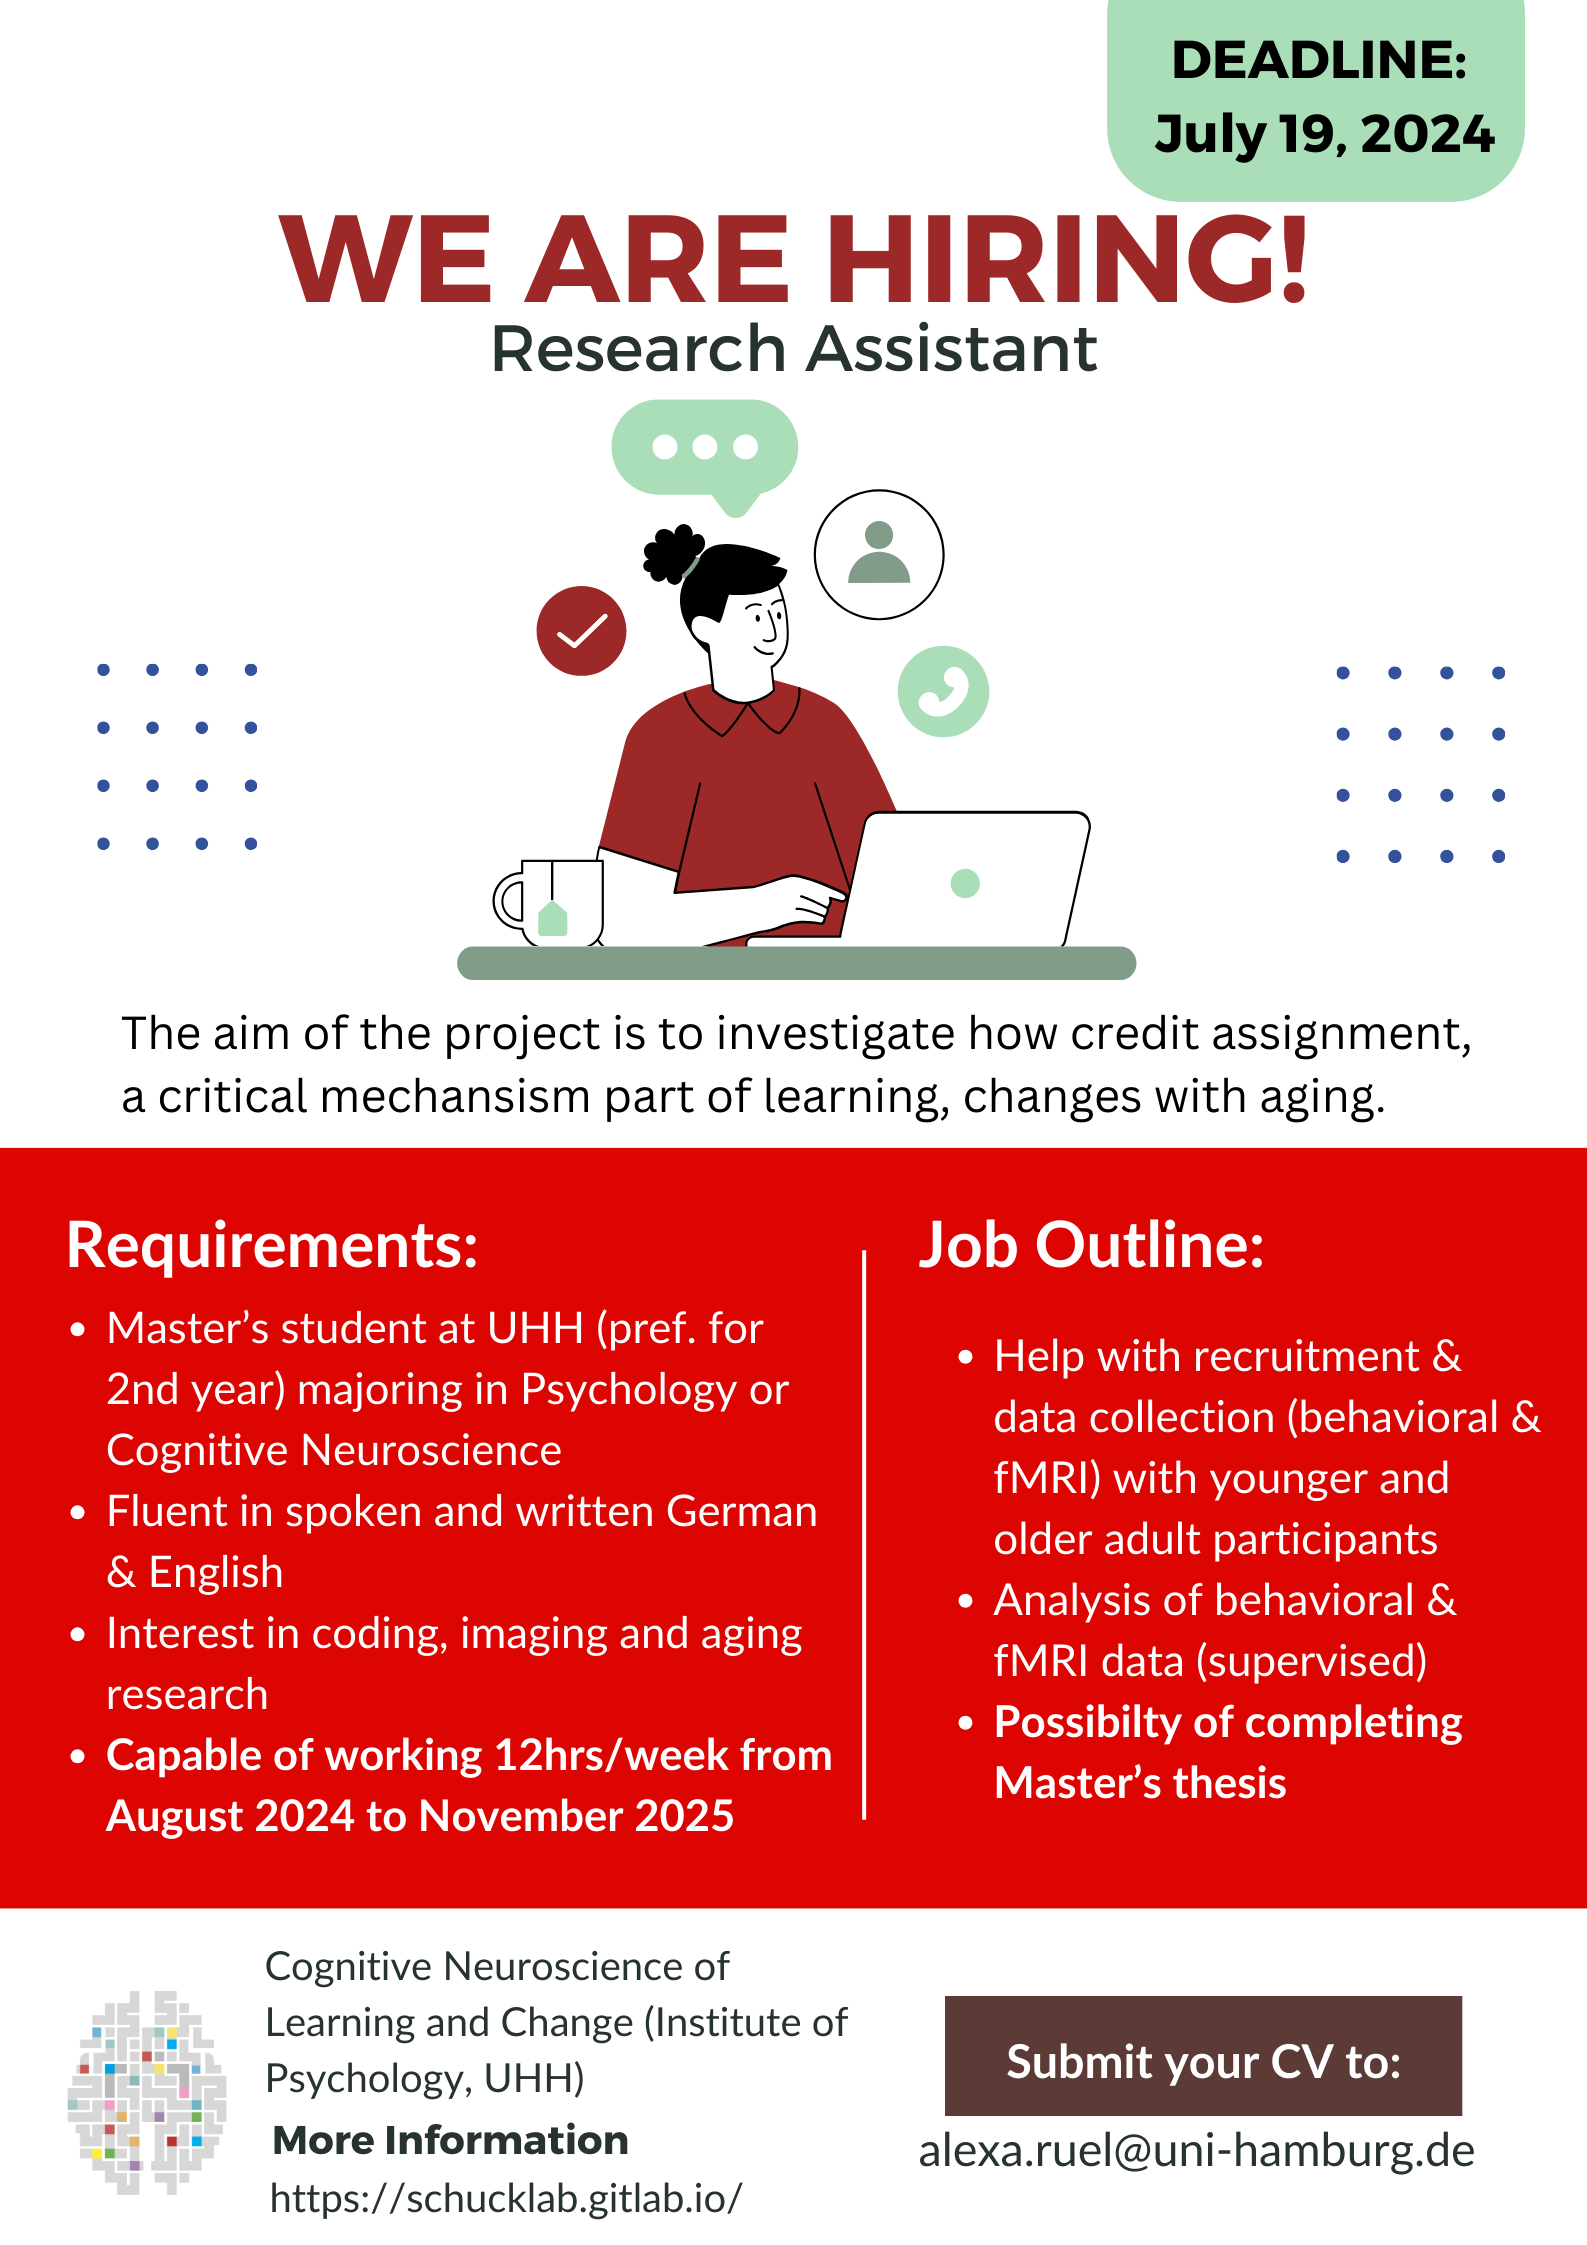 DEADLINE:
July 19, 2024
WE ARE HIRING!
Research Assistant
The aim of the project is to investigate how credit assignment,
a critical mechansism part of learning, changes with aging.
Requirements:
• Master’s student at UHH (pref. for
2nd year) majoring in Psychology or
Cognitive Neuroscience
• Fluent in spoken and written German
& English
• Interest in coding, imaging and aging
research
• Capable of working 12hrs/week from
August 2024 to November 2025
Job Outline:
• Help with recruitment &
data collection (behavioral &
fMRI) with younger and
older adult participants
• Analysis of behavioral &
fMRI data (supervised)
• Possibilty of completing
Master’s thesis
Cognitive Neuroscience of
Learning and Change (Institute of
Psychology, UHH)
More Information
https://schucklab.gitlab.io/
Submit your CV to:
alexa.ruel@uni-hamburg.de